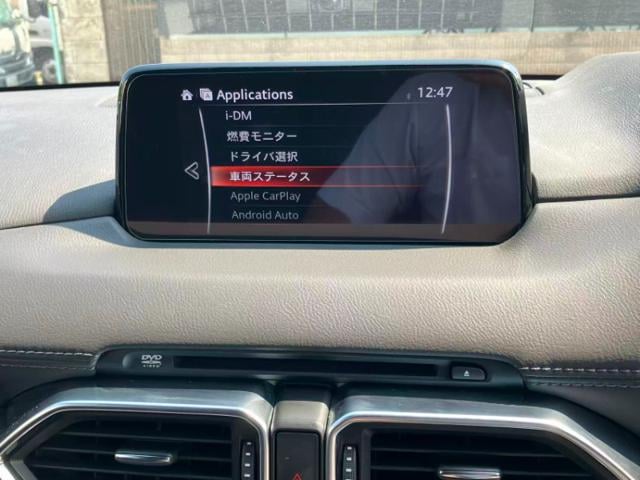 Applications 12:47
i-DM
燃費モニター
ドライバ選択
車両ステータス
Apple CarPlay
Android Auto
DVD
VIDEO